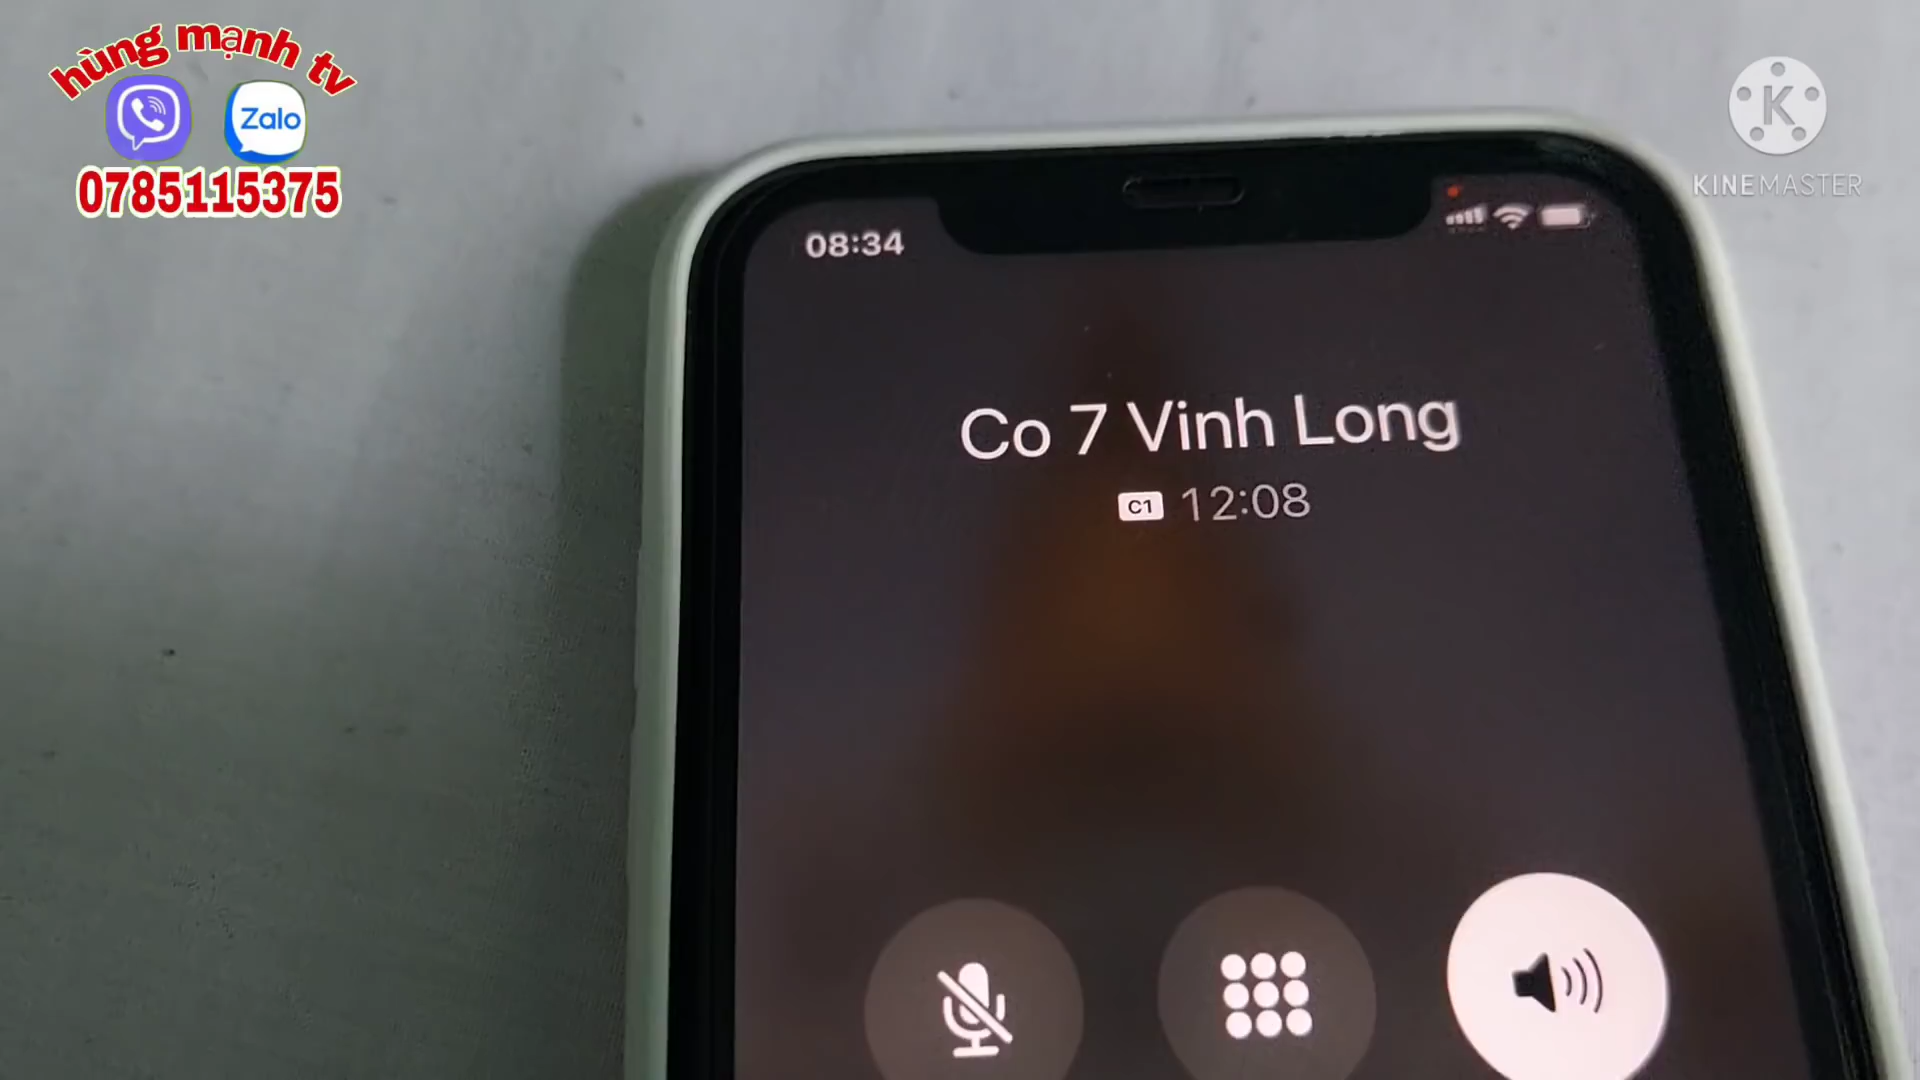 hùng mạnh tv
Zalo
0785115375
K
KINEMASTER
08:34
Co 7 Vinh Long
C1 12:08